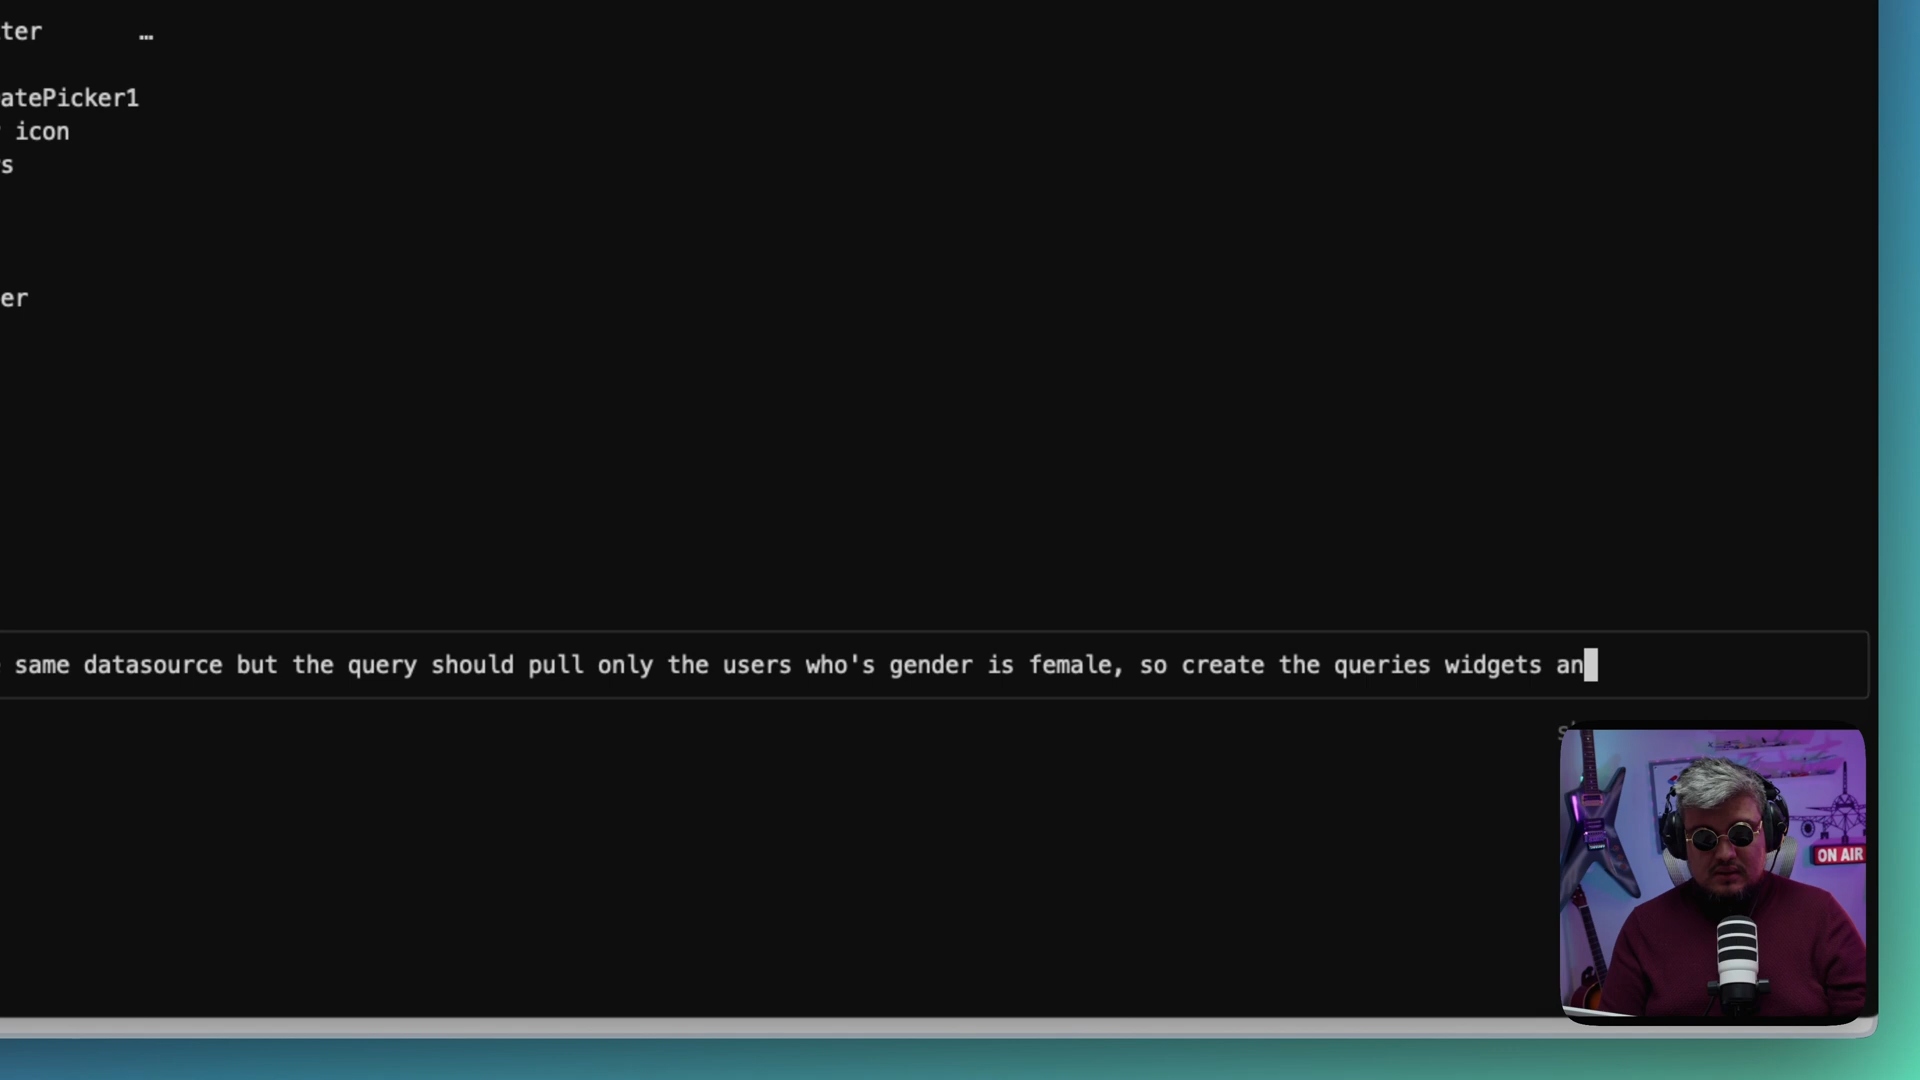 ter …
atePicker1
icon
s
er
same datasource but the query should pull only the users who's gender is female, so create the queries widgets an
ON AIR